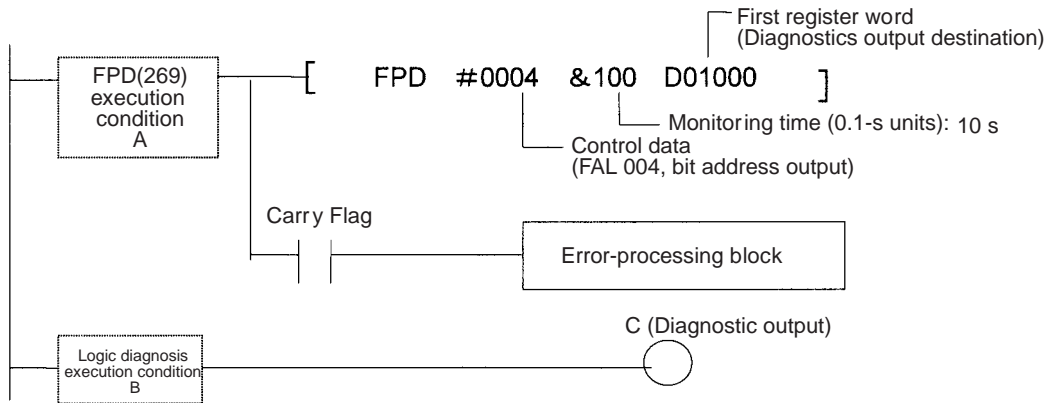 First register word
(Diagnostics output destination)
FPD(269)
execution
condition
A
[ FPD #0004 &100 D01000 ]
Monitoring time (0.1-s units): 10 s
Control data
(FAL 004, bit address output)
Carry Flag
Error-processing block
C (Diagnostic output)
Logic diagnosis
execution condition
B